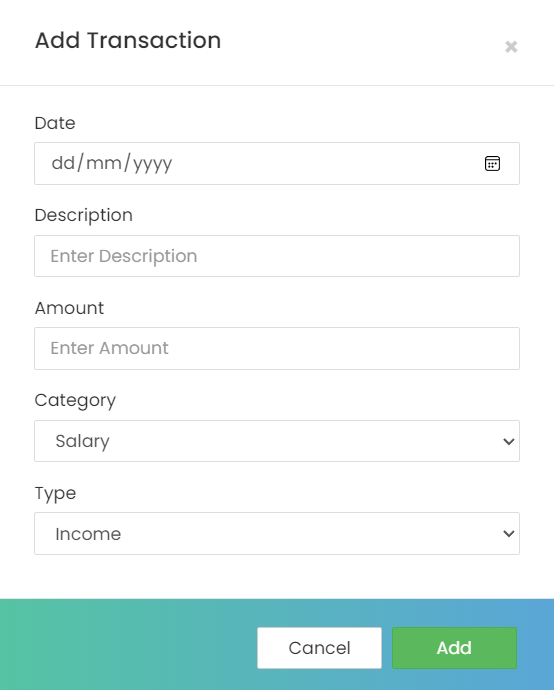 Add Transaction
Date
dd/mm/yyyy
Description
Enter Description
Amount
Enter Amount
Category
Salary
Type
Income
Cancel Add